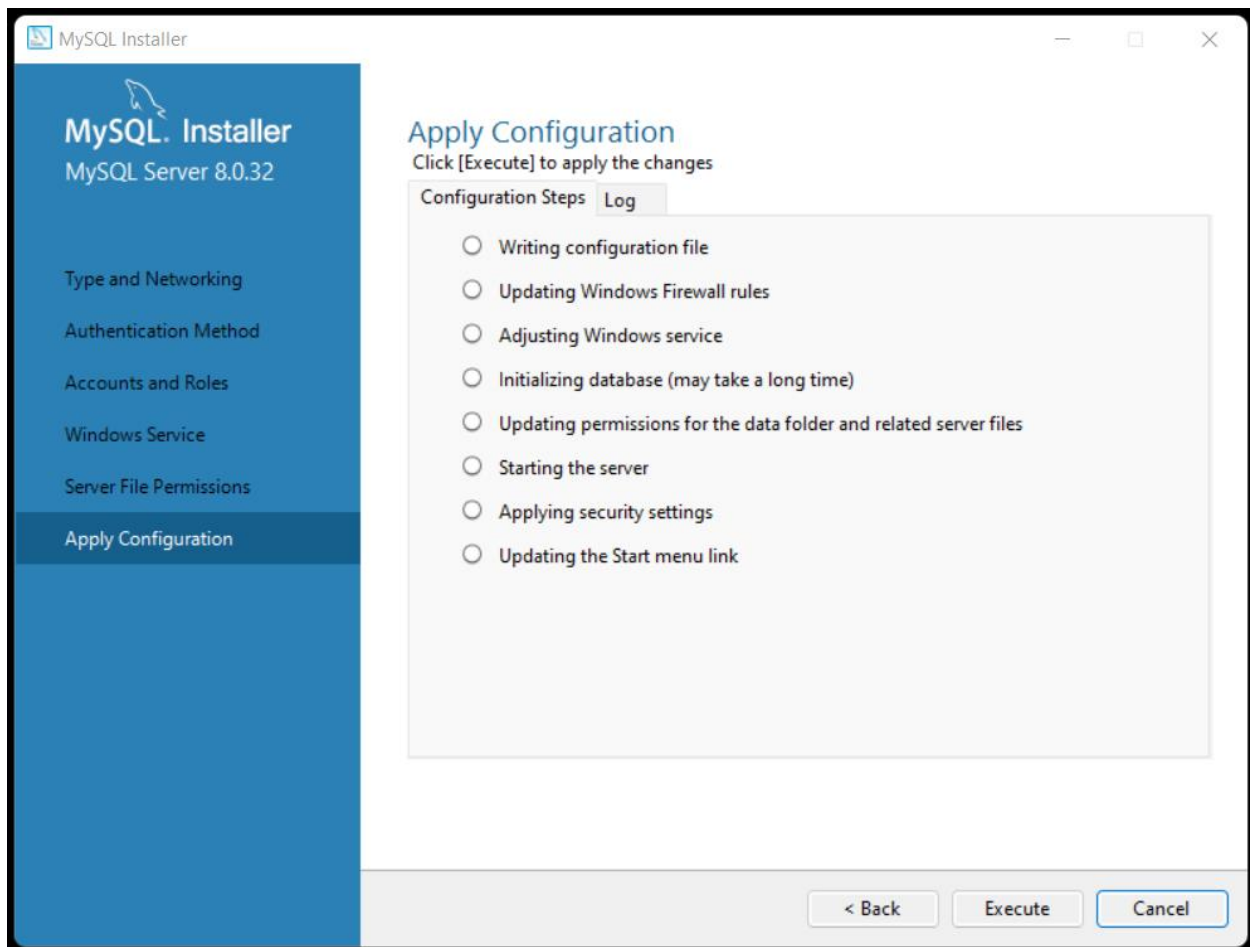 MySQL Installer
MySQL. Installer
MySQL Server 8.0.32
Type and Networking
Authentication Method
Accounts and Roles
Windows Service
Server File Permissions
Apply Configuration
Apply Configuration
Click [Execute] to apply the changes
Configuration Steps Log
Writing configuration file
Updating Windows Firewall rules
Adjusting Windows service
Initializing database (may take a long time)
Updating permissions for the data folder and related server files
Starting the server
Applying security settings
Updating the Start menu link
< Back Execute Cancel